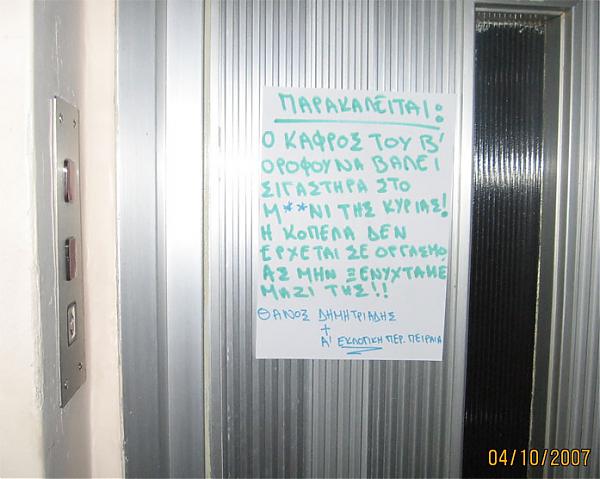 ΠΑΡΑΚΑΛΕΙΤΑΙ:
Ο ΚΑΦΡΟΣ ΤΟΥ Β'
ΟΡΟΦΟΥ ΝΑ ΒΑΛΕΙ
ΣΙΓΑΣΤΗΡΑ ΣΤΟ
Μ**ΝΙ ΤΗΣ ΚΥΡΙΑΣ!
Η ΚΟΠΕΛΑ ΔΕΝ
ΕΡΧΕΤΑΙ ΣΕ ΟΡΓΑΣΜΟ,
ΑΣ ΜΗΝ ΞΕΝΥΧΤΑΜΕ
ΜΑΖΙ ΤΗΣ!!
ΘΑΝΟΣ ΔΗΜΗΤΡΙΑΔΗΣ
+
Α' ΕΚΛΟΓΙΚΗ ΠΕΡ. ΠΕΙΡΑΙΑ
04/10/2007